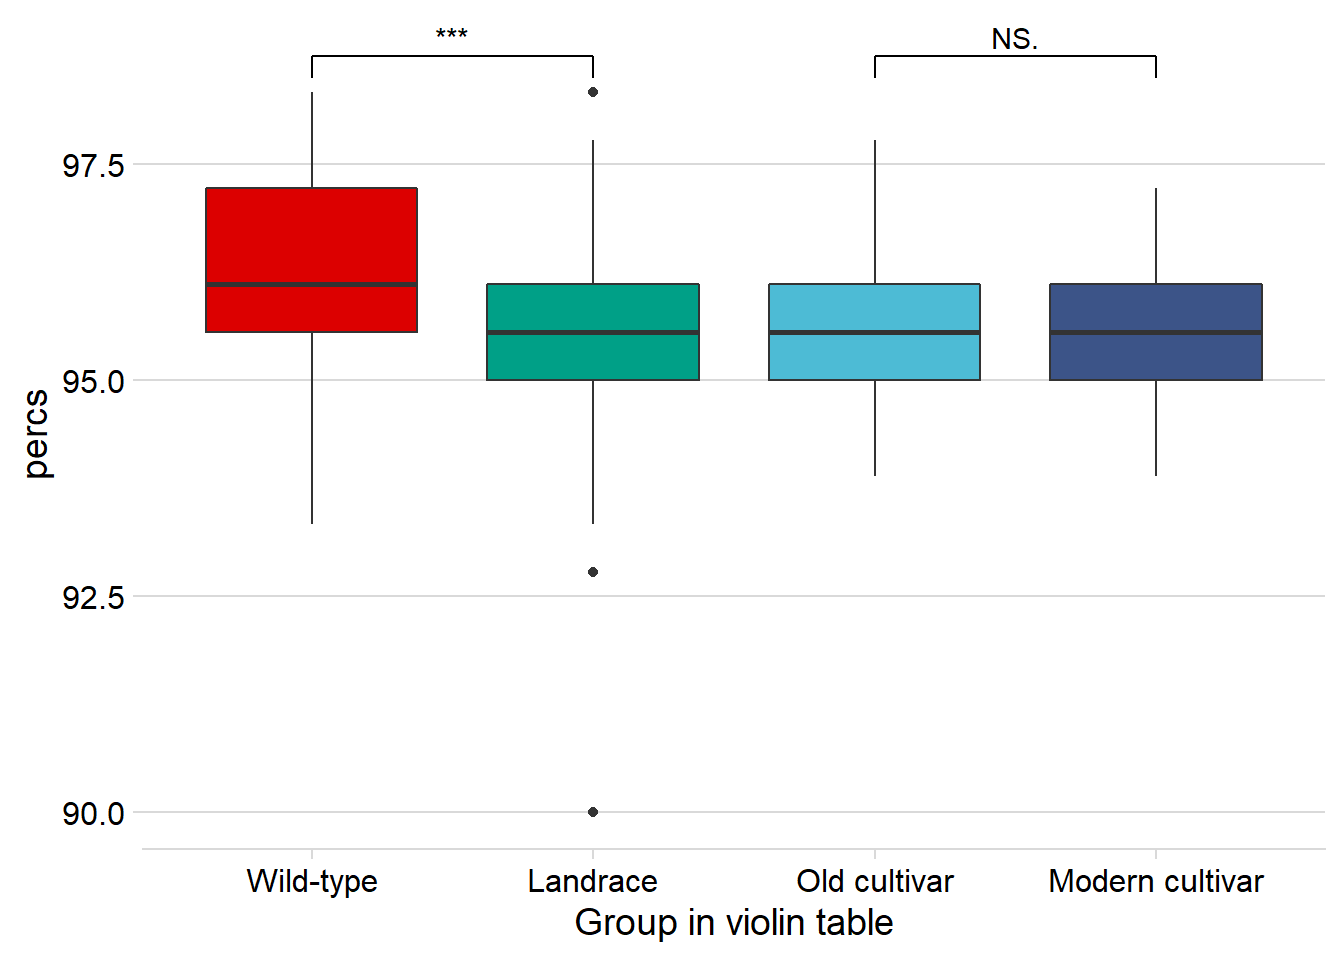 ***
NS.
97.5
95.0
92.5
90.0
percs
Wild-type Landrace Old cultivar Modern cultivar
Group in violin table